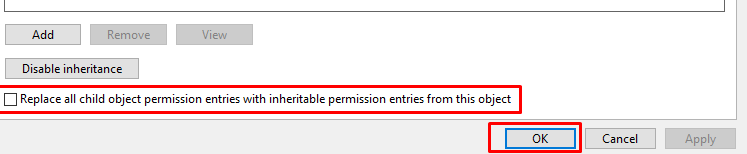 Add Remove View
Disable inheritance
Replace all child object permission entries with inheritable permission entries from this object
OK Cancel Apply